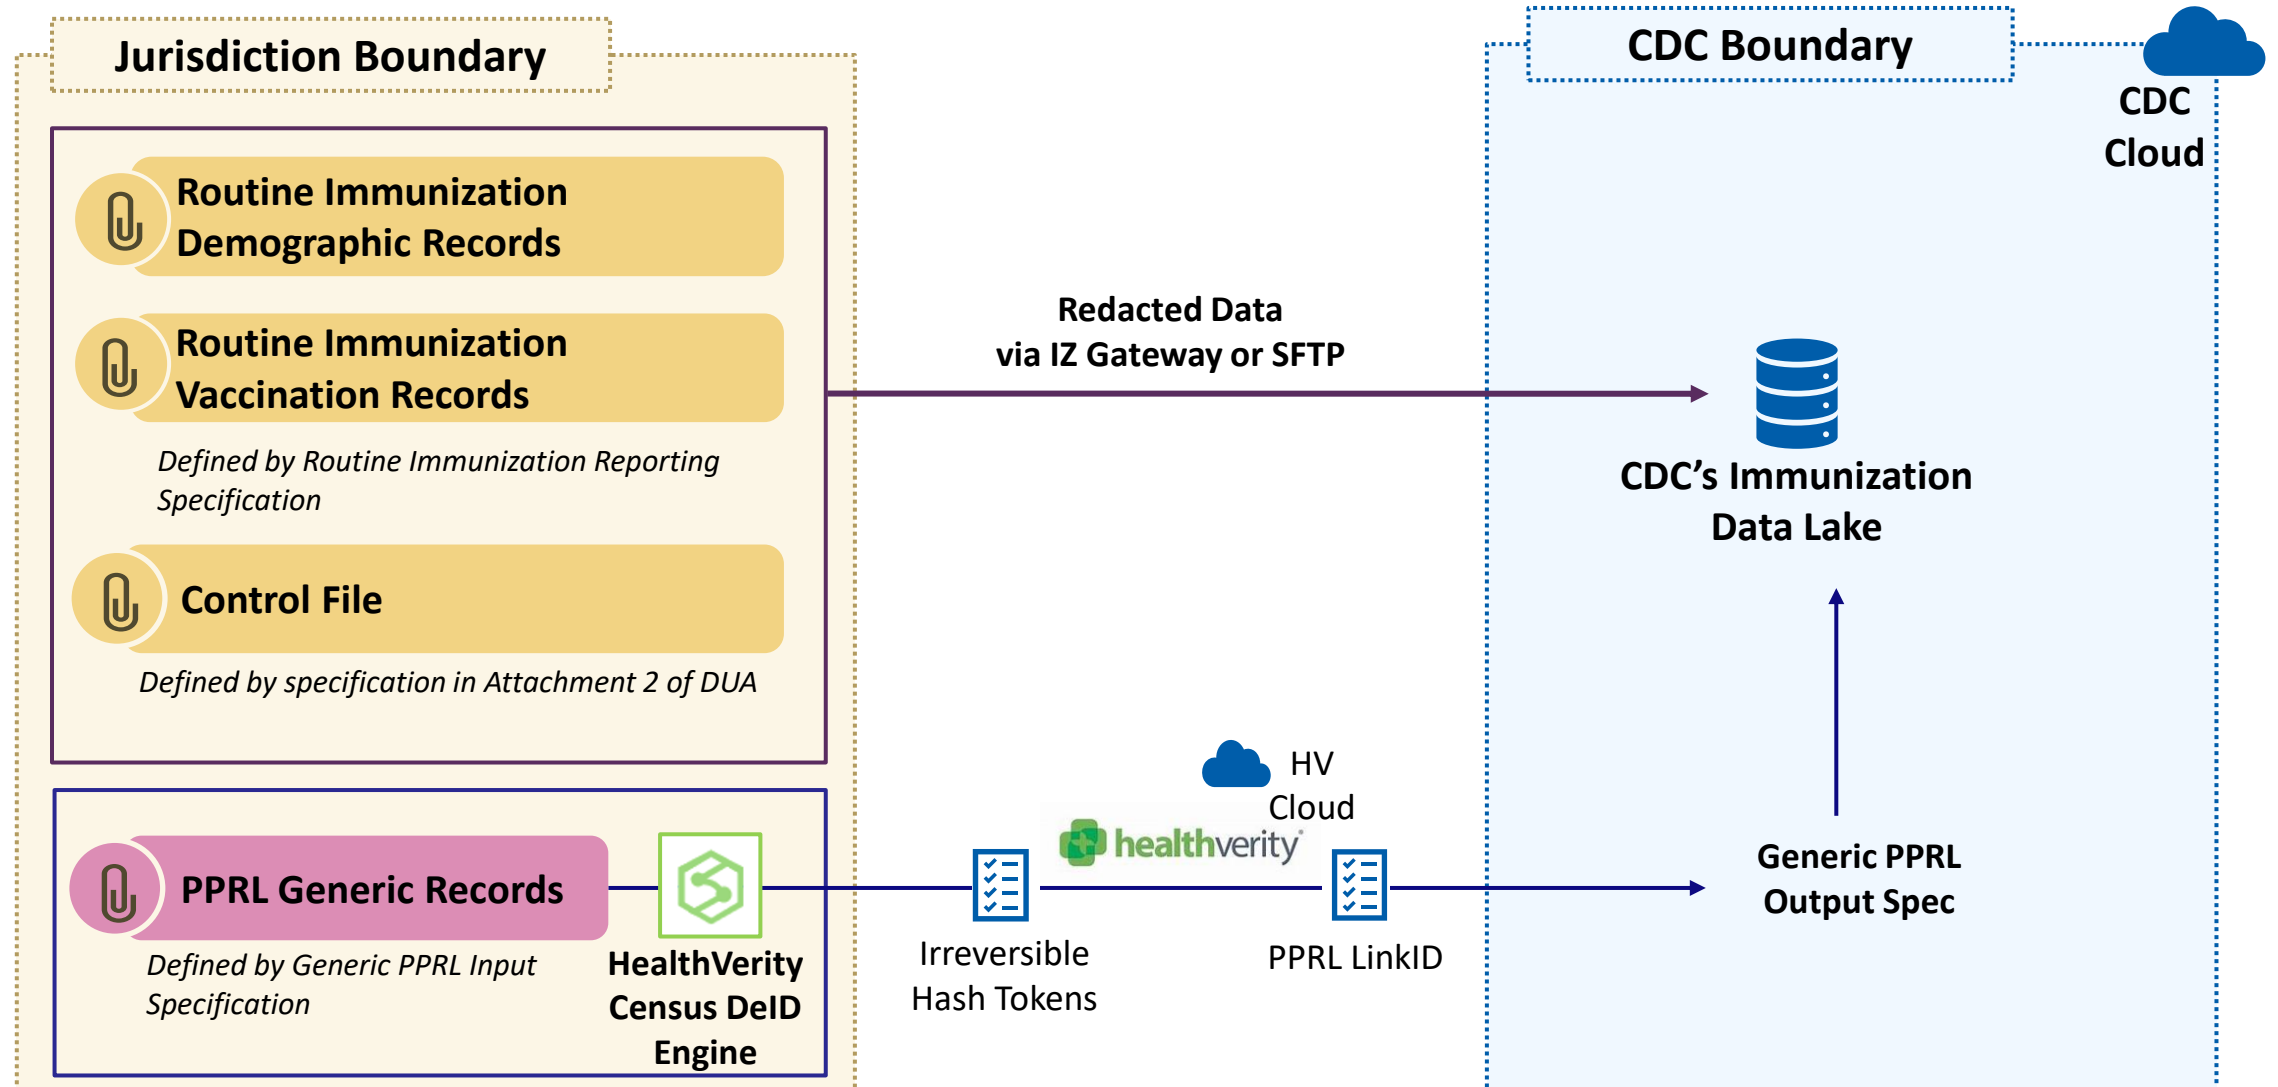 Jurisdiction Boundary
CDC Boundary
CDC
Cloud
Routine Immunization
Demographic Records
Routine Immunization
Vaccination Records
Defined by Routine Immunization Reporting
Specification
Control File
Defined by specification in Attachment 2 of DUA
Redacted Data
via IZ Gateway or SFTP
CDC’s Immunization
Data Lake
HV
Cloud
healthverity
PPRL Generic Records
Defined by Generic PPRL Input
Specification
HealthVerity
Census DeID
Engine
Irreversible
Hash Tokens
PPRL LinkID
Generic PPRL
Output Spec